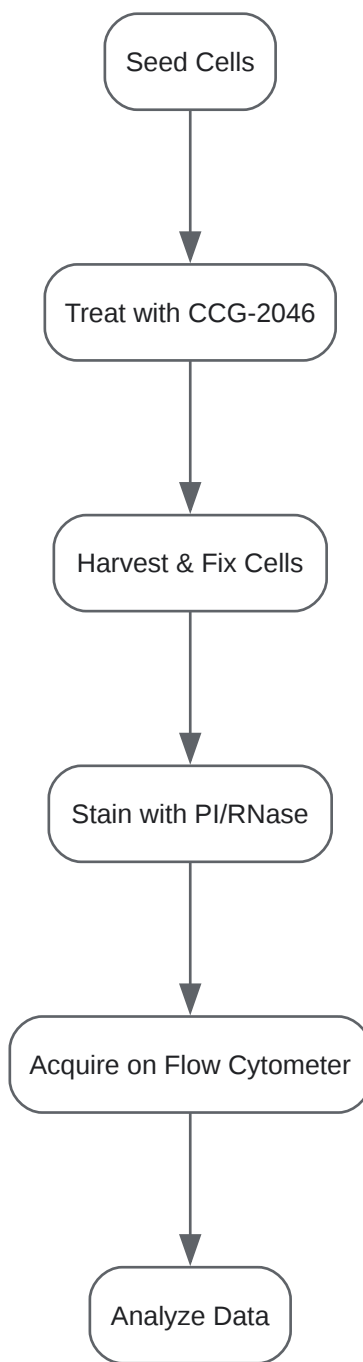 Seed Cells
Treat with CCG-2046
Harvest & Fix Cells
Stain with PI/RNase
Acquire on Flow Cytometer
Analyze Data